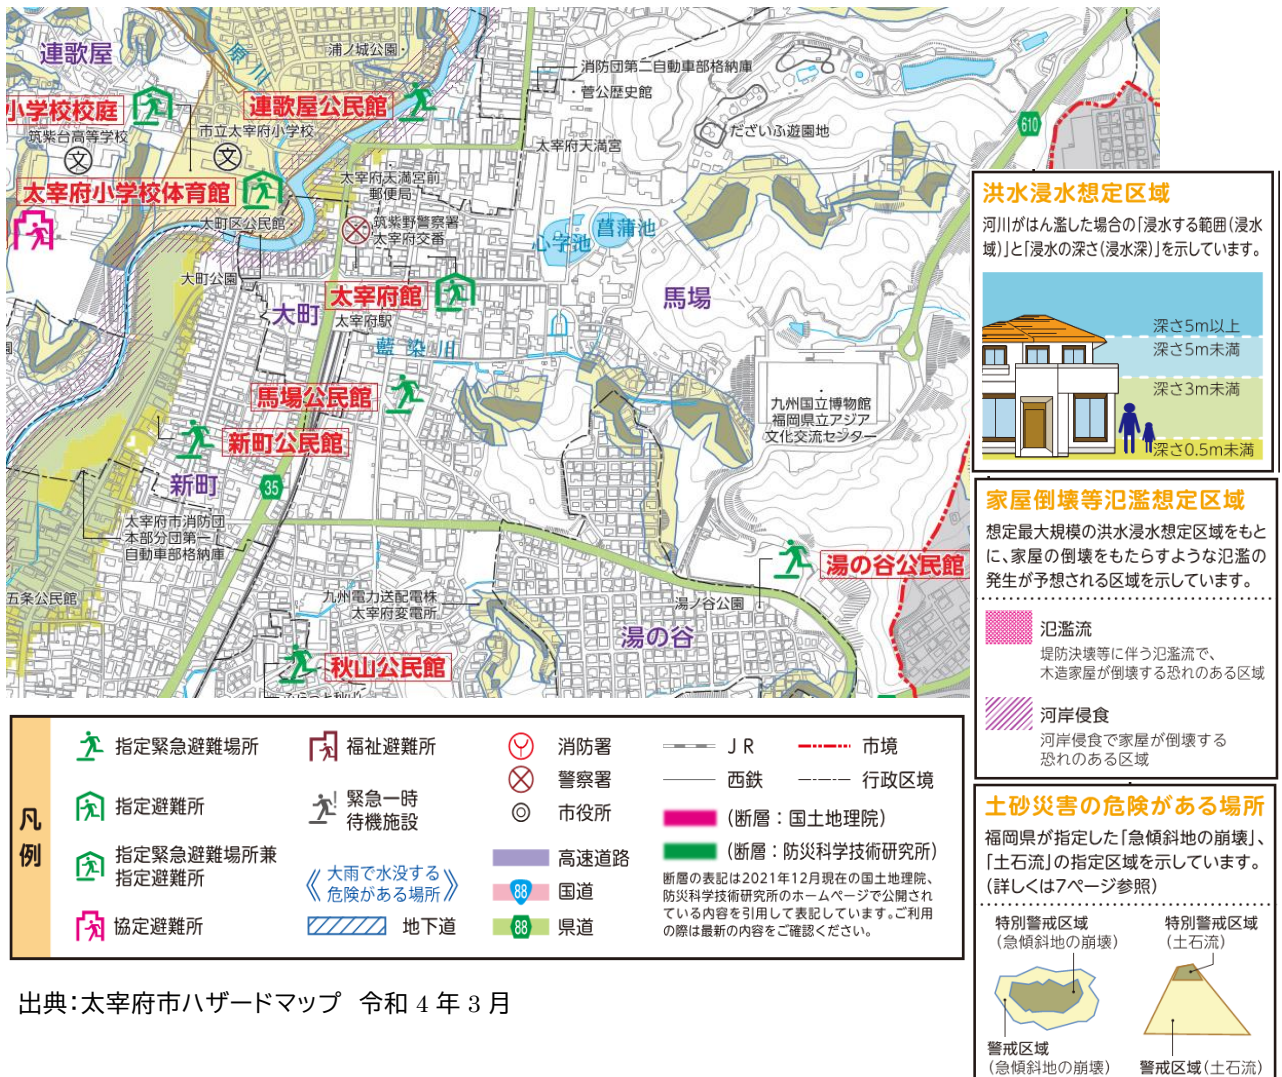 連歌屋
原川
浦ノ城公園
消防団第二自動車部格納庫
菅公歴史館
小学校校庭
連歌屋公民館
610
筑紫台高等学校
文
市立太宰府小学校
文
だざいふ遊園地
太宰府天満宮
太宰府小学校体育館
太宰府天満宮前
郵便局
大町区公民館
筑紫野警察署
太宰府交番
心字池
菖蒲池
大町公園
太宰府館
大町
太宰府駅
馬場
藍染川
園
馬場公民館
九州国立博物館
福岡県立アジア
文化交流センター
新町公民館
新町
35
太宰府市消防団
本部分団第一
自動車部格納庫
湯の谷公民館
五条公民館
九州電力送配電株
太宰府変電所
湯ノ谷公園
湯の谷
秋山公民館
洪水浸水想定区域
河川がはん濫した場合の「浸水する範囲(浸水
域)」と「浸水の深さ(浸水深)」を示しています。
深さ5m以上
深さ5m未満
深さ3m未満
深さ0.5m未満
家屋倒壊等氾濫想定区域
想定最大規模の洪水浸水想定区域をもと
に、家屋の倒壊をもたらすような氾濫の
発生が予想される区域を示しています。
氾濫流
堤防決壊等に伴う氾濫流で、
木造家屋が倒壊する恐れのある区域
河岸侵食
河岸侵食で家屋が倒壊する
恐れのある区域
土砂災害の危険がある場所
福岡県が指定した「急傾斜地の崩壊」、
「土石流」の指定区域を示しています。
(詳しくは7ページ参照)
特別警戒区域
(急傾斜地の崩壊)
特別警戒区域
(土石流)
警戒区域
(急傾斜地の崩壊)
警戒区域(土石流)
凡例
指定緊急避難場所
指定避難所
指定緊急避難場所兼
指定避難所
協定避難所
福祉避難所
緊急一時
待機施設
大雨で水没する
危険がある場所
地下道
消防署
警察署
市役所
高速道路
88
国道
88
県道
JR
市境
西鉄
行政区境
(断層:国土地理院)
(断層:防災科学技術研究所)
断層の表記は2021年12月現在の国土地理院、
防災科学技術研究所のホームページで公開され
ている内容を引用して表記しています。ご利用
の際は最新の内容をご確認ください。
出典:太宰府市ハザードマップ 令和 4 年 3 月